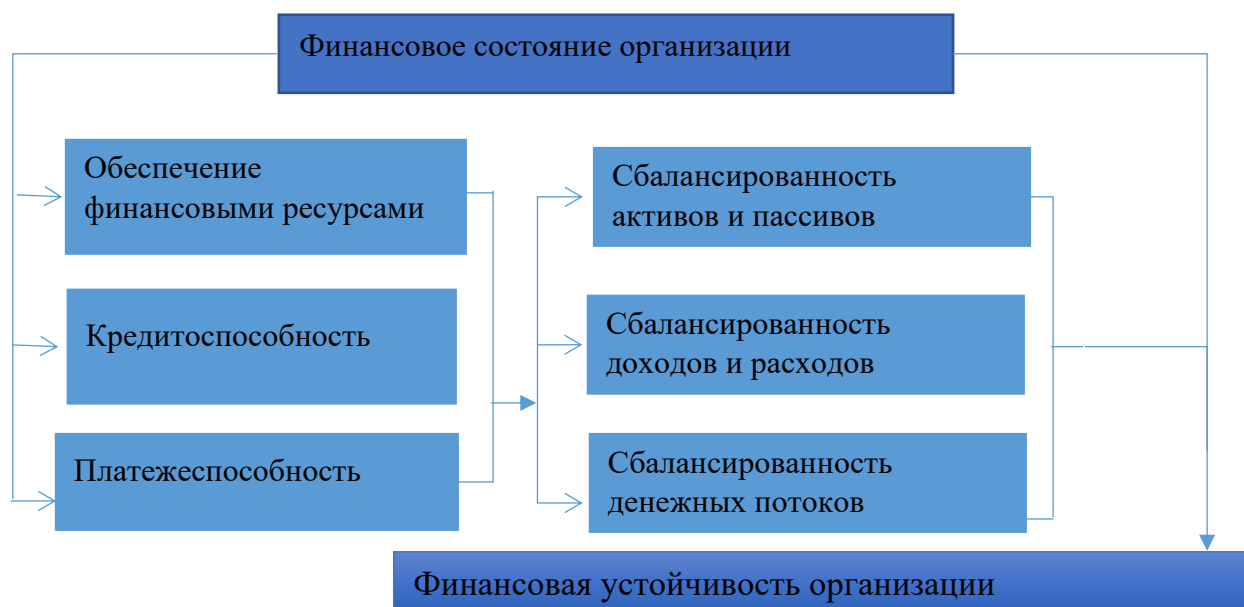 Финансовое состояние организации
Обеспечение
финансовыми ресурсами
Кредитоспособность
Платежеспособность
Сбалансированность
активов и пассивов
Сбалансированность
доходов и расходов
Сбалансированность
денежных потоков
Финансовая устойчивость организации